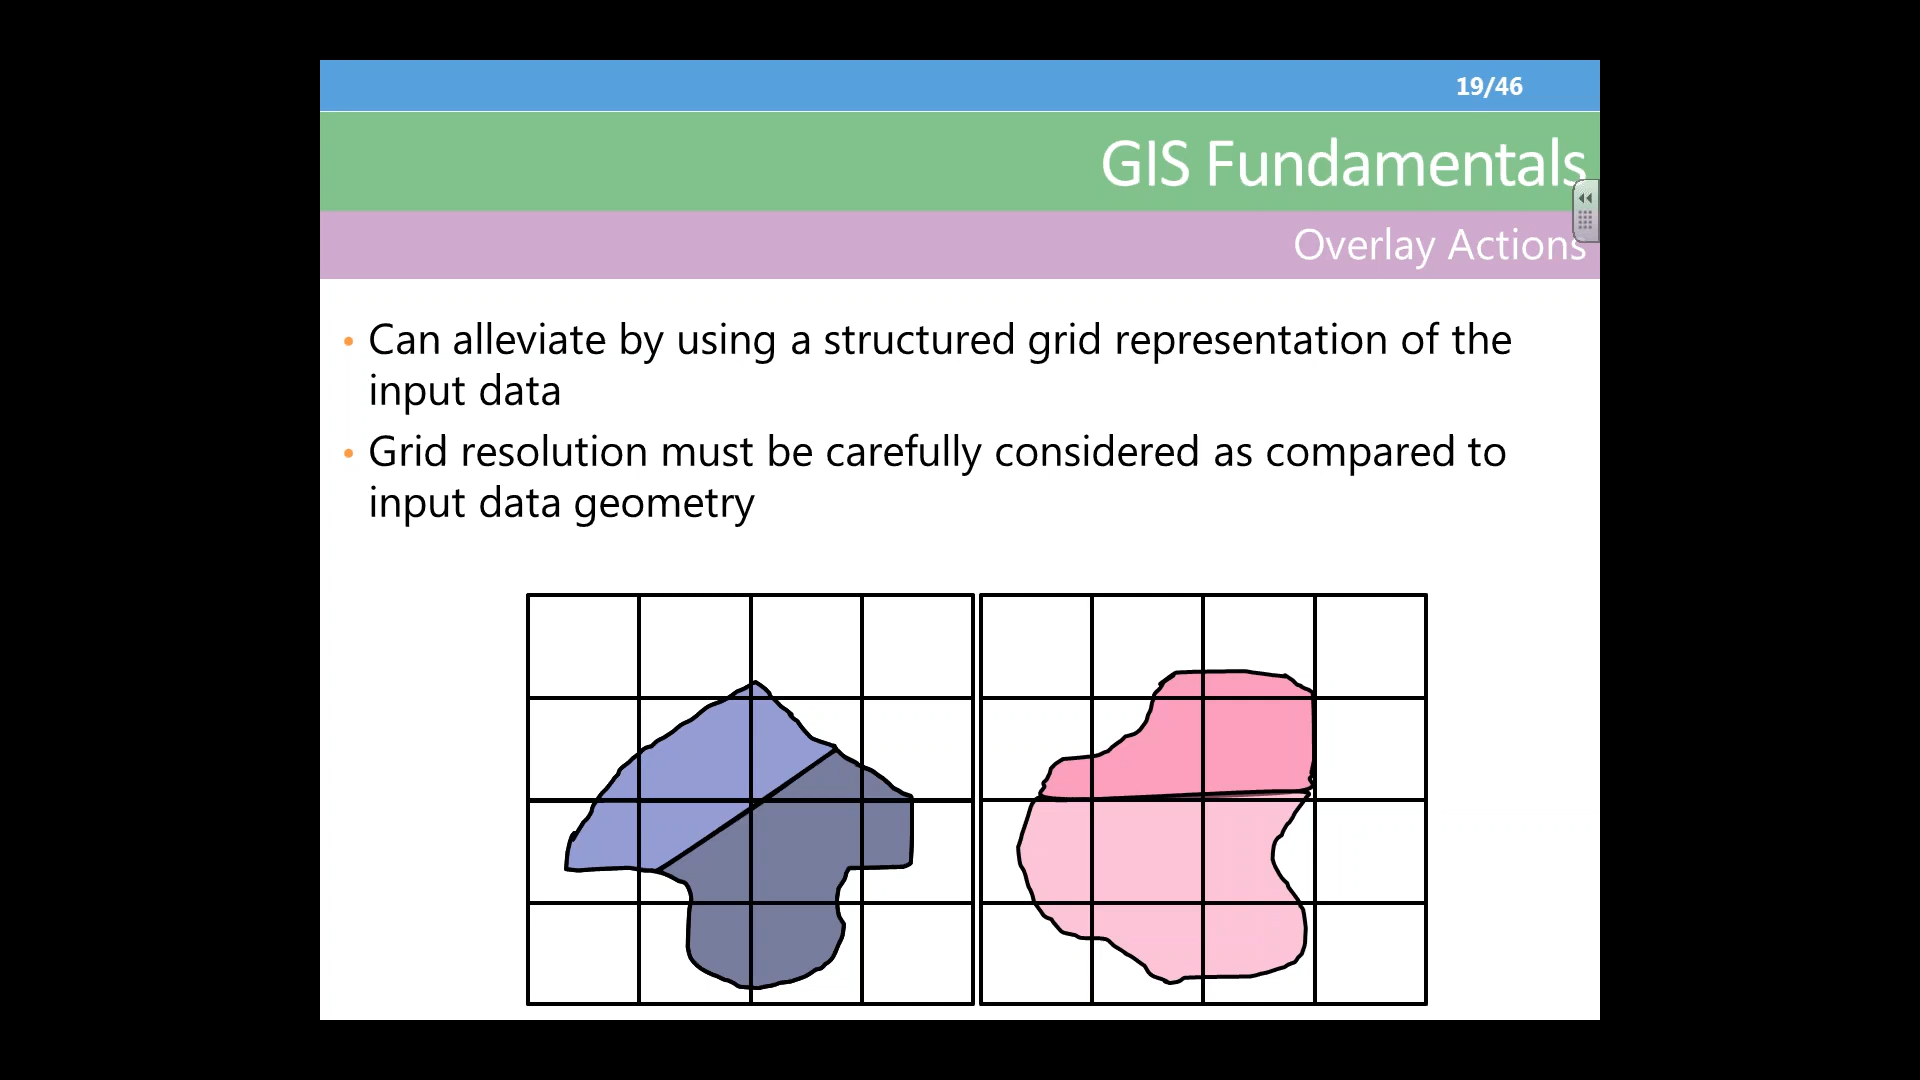 19/46
GIS Fundamentals
Overlay Actions
• Can alleviate by using a structured grid representation of the
input data
• Grid resolution must be carefully considered as compared to
input data geometry